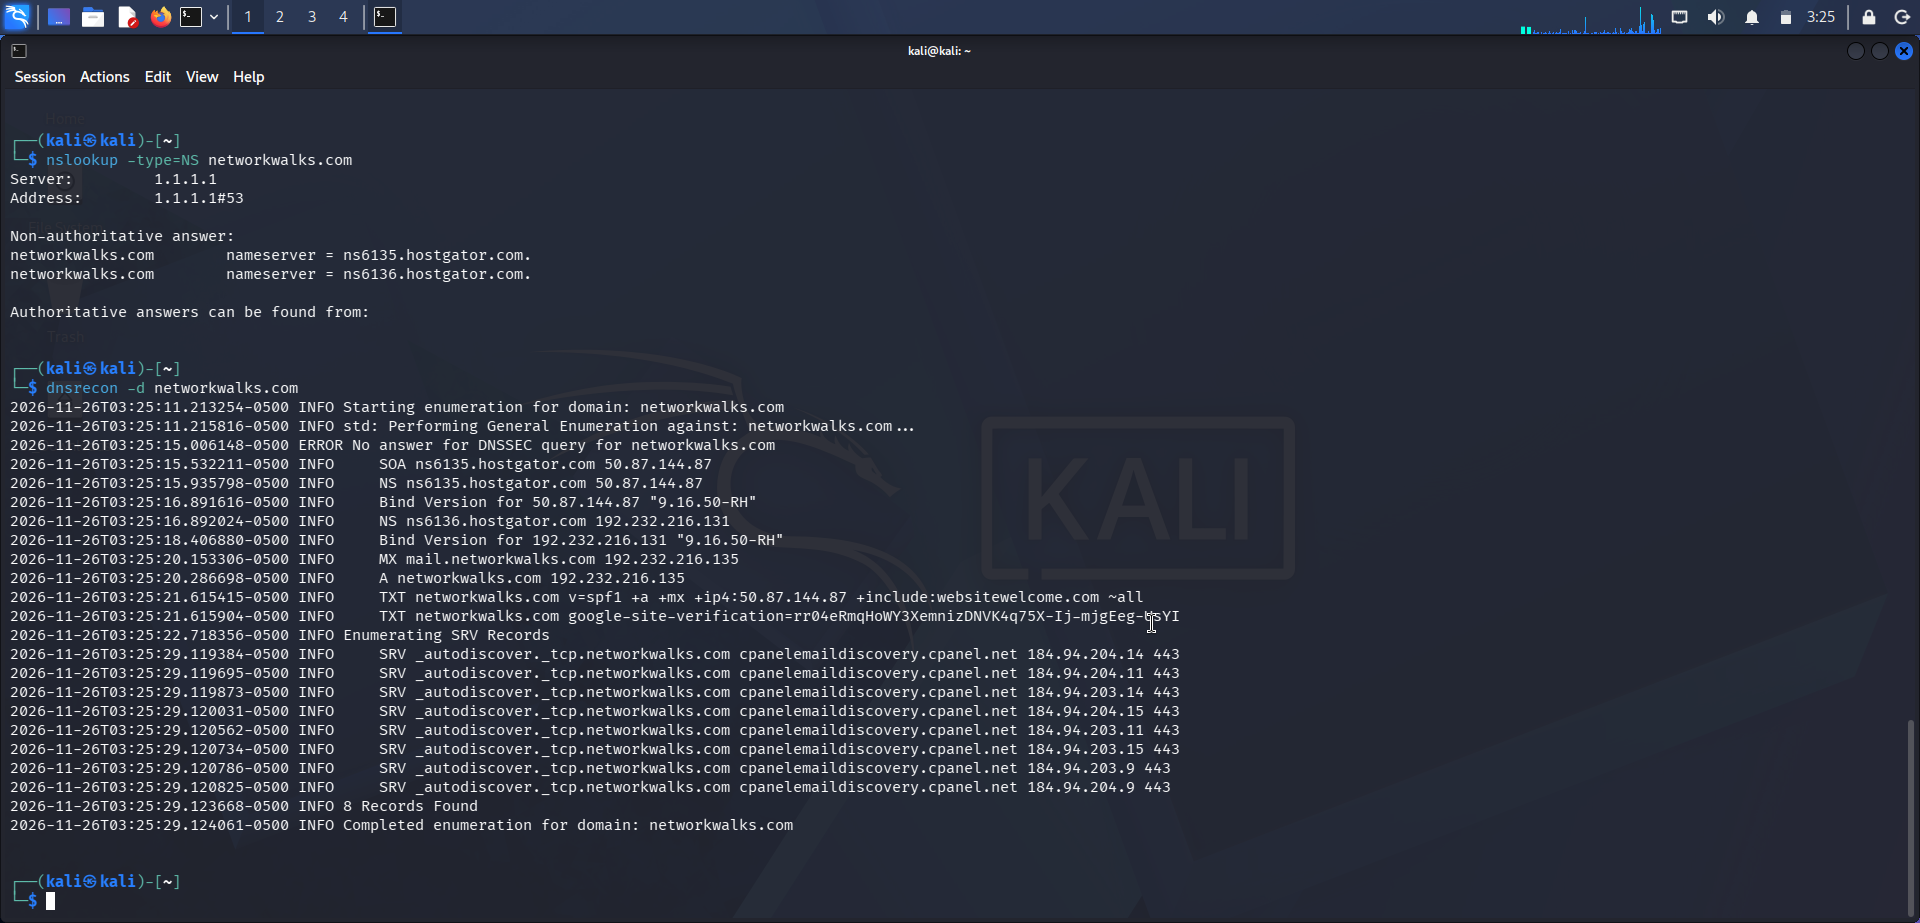 1 2 3 4 3:25
kali@kali: ~
Session Actions Edit View Help
Home
┌──(kali㉿kali)-[~]
└─$ nslookup -type=NS networkwalks.com
Server: 1.1.1.1
Address: 1.1.1.1#53
Non-authoritative answer:
networkwalks.com nameserver = ns6135.hostgator.com.
networkwalks.com nameserver = ns6136.hostgator.com.
Authoritative answers can be found from:
Trash
┌──(kali㉿kali)-[~]
└─$ dnsrecon -d networkwalks.com
2026-11-26T03:25:11.213254-0500 INFO Starting enumeration for domain: networkwalks.com
2026-11-26T03:25:11.215816-0500 INFO std: Performing General Enumeration against: networkwalks.com...
2026-11-26T03:25:15.006148-0500 ERROR No answer for DNSSEC query for networkwalks.com
2026-11-26T03:25:15.532211-0500 INFO SOA ns6135.hostgator.com 50.87.144.87
2026-11-26T03:25:15.935798-0500 INFO NS ns6135.hostgator.com 50.87.144.87
2026-11-26T03:25:16.891616-0500 INFO Bind Version for 50.87.144.87 "9.16.50-RH"
2026-11-26T03:25:16.892024-0500 INFO NS ns6136.hostgator.com 192.232.216.131
2026-11-26T03:25:18.406880-0500 INFO Bind Version for 192.232.216.131 "9.16.50-RH"
2026-11-26T03:25:20.153306-0500 INFO MX mail.networkwalks.com 192.232.216.135
2026-11-26T03:25:20.286698-0500 INFO A networkwalks.com 192.232.216.135
2026-11-26T03:25:21.615415-0500 INFO TXT networkwalks.com v=spf1 +a +mx +ip4:50.87.144.87 +include:websitewelcome.com ~all
2026-11-26T03:25:21.615904-0500 INFO TXT networkwalks.com google-site-verification=rr04eRmqHoWY3XemnizDNVK4q75X-Ij-mjgEeg-UsYI
2026-11-26T03:25:22.718356-0500 INFO Enumerating SRV Records
2026-11-26T03:25:29.119384-0500 INFO SRV _autodiscover._tcp.networkwalks.com cpanelemaildiscovery.cpanel.net 184.94.204.14 443
2026-11-26T03:25:29.119695-0500 INFO SRV _autodiscover._tcp.networkwalks.com cpanelemaildiscovery.cpanel.net 184.94.204.11 443
2026-11-26T03:25:29.119873-0500 INFO SRV _autodiscover._tcp.networkwalks.com cpanelemaildiscovery.cpanel.net 184.94.203.14 443
2026-11-26T03:25:29.120031-0500 INFO SRV _autodiscover._tcp.networkwalks.com cpanelemaildiscovery.cpanel.net 184.94.204.15 443
2026-11-26T03:25:29.120562-0500 INFO SRV _autodiscover._tcp.networkwalks.com cpanelemaildiscovery.cpanel.net 184.94.203.11 443
2026-11-26T03:25:29.120734-0500 INFO SRV _autodiscover._tcp.networkwalks.com cpanelemaildiscovery.cpanel.net 184.94.203.15 443
2026-11-26T03:25:29.120786-0500 INFO SRV _autodiscover._tcp.networkwalks.com cpanelemaildiscovery.cpanel.net 184.94.203.9 443
2026-11-26T03:25:29.120825-0500 INFO SRV _autodiscover._tcp.networkwalks.com cpanelemaildiscovery.cpanel.net 184.94.204.9 443
2026-11-26T03:25:29.123668-0500 INFO 8 Records Found
2026-11-26T03:25:29.124061-0500 INFO Completed enumeration for domain: networkwalks.com
KALI
┌──(kali㉿kali)-[~]
└─$